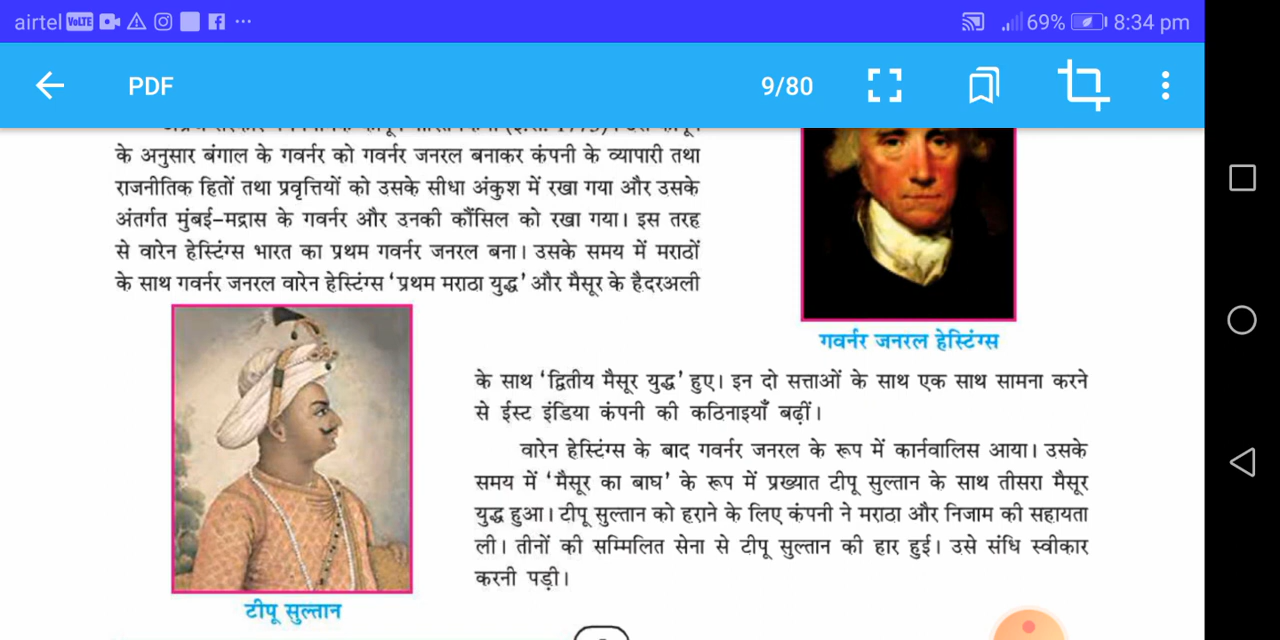 airtel VoLTE ... 69% 8:34 pm
PDF 9/80
के अनुसार बंगाल के गवर्नर को गवर्नर जनरल बनाकर कंपनी के व्यापारी तथा
राजनीतिक हितों तथा प्रवृत्तियों को उसके सीधा अंकुश में रखा गया और उसके
अंतर्गत मुंबई-मद्रास के गवर्नर और उनकी कौंसिल को रखा गया। इस तरह
से वारेन हेस्टिंग्स भारत का प्रथम गवर्नर जनरल बना। उसके समय में मराठों
के साथ गवर्नर जनरल वारेन हेस्टिंग्स ‘प्रथम मराठा युद्ध’ और मैसूर के हैदरअली
गवर्नर जनरल हेस्टिंग्स
के साथ ‘द्वितीय मैसूर युद्ध’ हुए। इन दो सत्ताओं के साथ एक साथ सामना करने
से ईस्ट इंडिया कंपनी की कठिनाइयाँ बढ़ीं।
वारेन हेस्टिंग्स के बाद गवर्नर जनरल के रूप में कार्नवालिस आया। उसके
समय में ‘मैसूर का बाघ’ के रूप में प्रख्यात टीपू सुल्तान के साथ तीसरा मैसूर
युद्ध हुआ। टीपू सुल्तान को हराने के लिए कंपनी ने मराठा और निजाम की सहायता
ली। तीनों की सम्मिलित सेना से टीपू सुल्तान की हार हुई। उसे संधि स्वीकार
करनी पड़ी।
टीपू सुल्तान